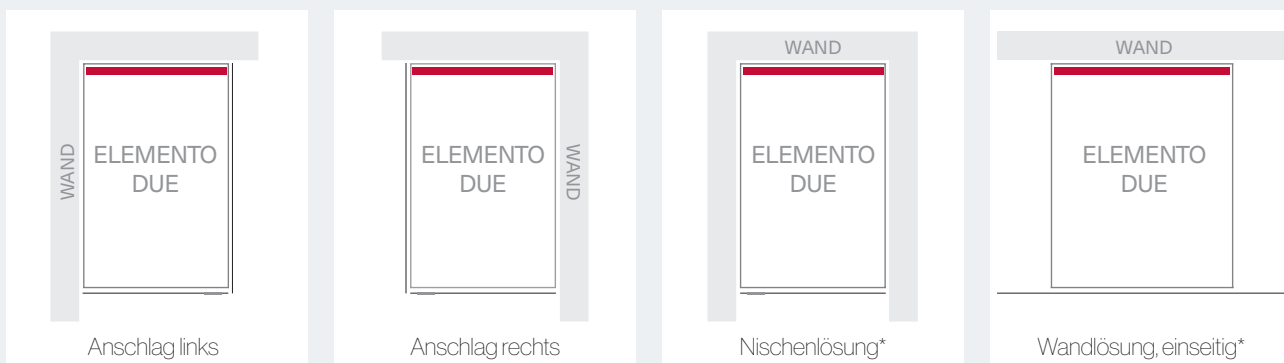 WAND
ELEMENTO
DUE
Anschlag links
WAND
ELEMENTO
DUE
Anschlag rechts
WAND
ELEMENTO
DUE
Nischenlösung*
WAND
ELEMENTO
DUE
Wandlösung, einseitig*